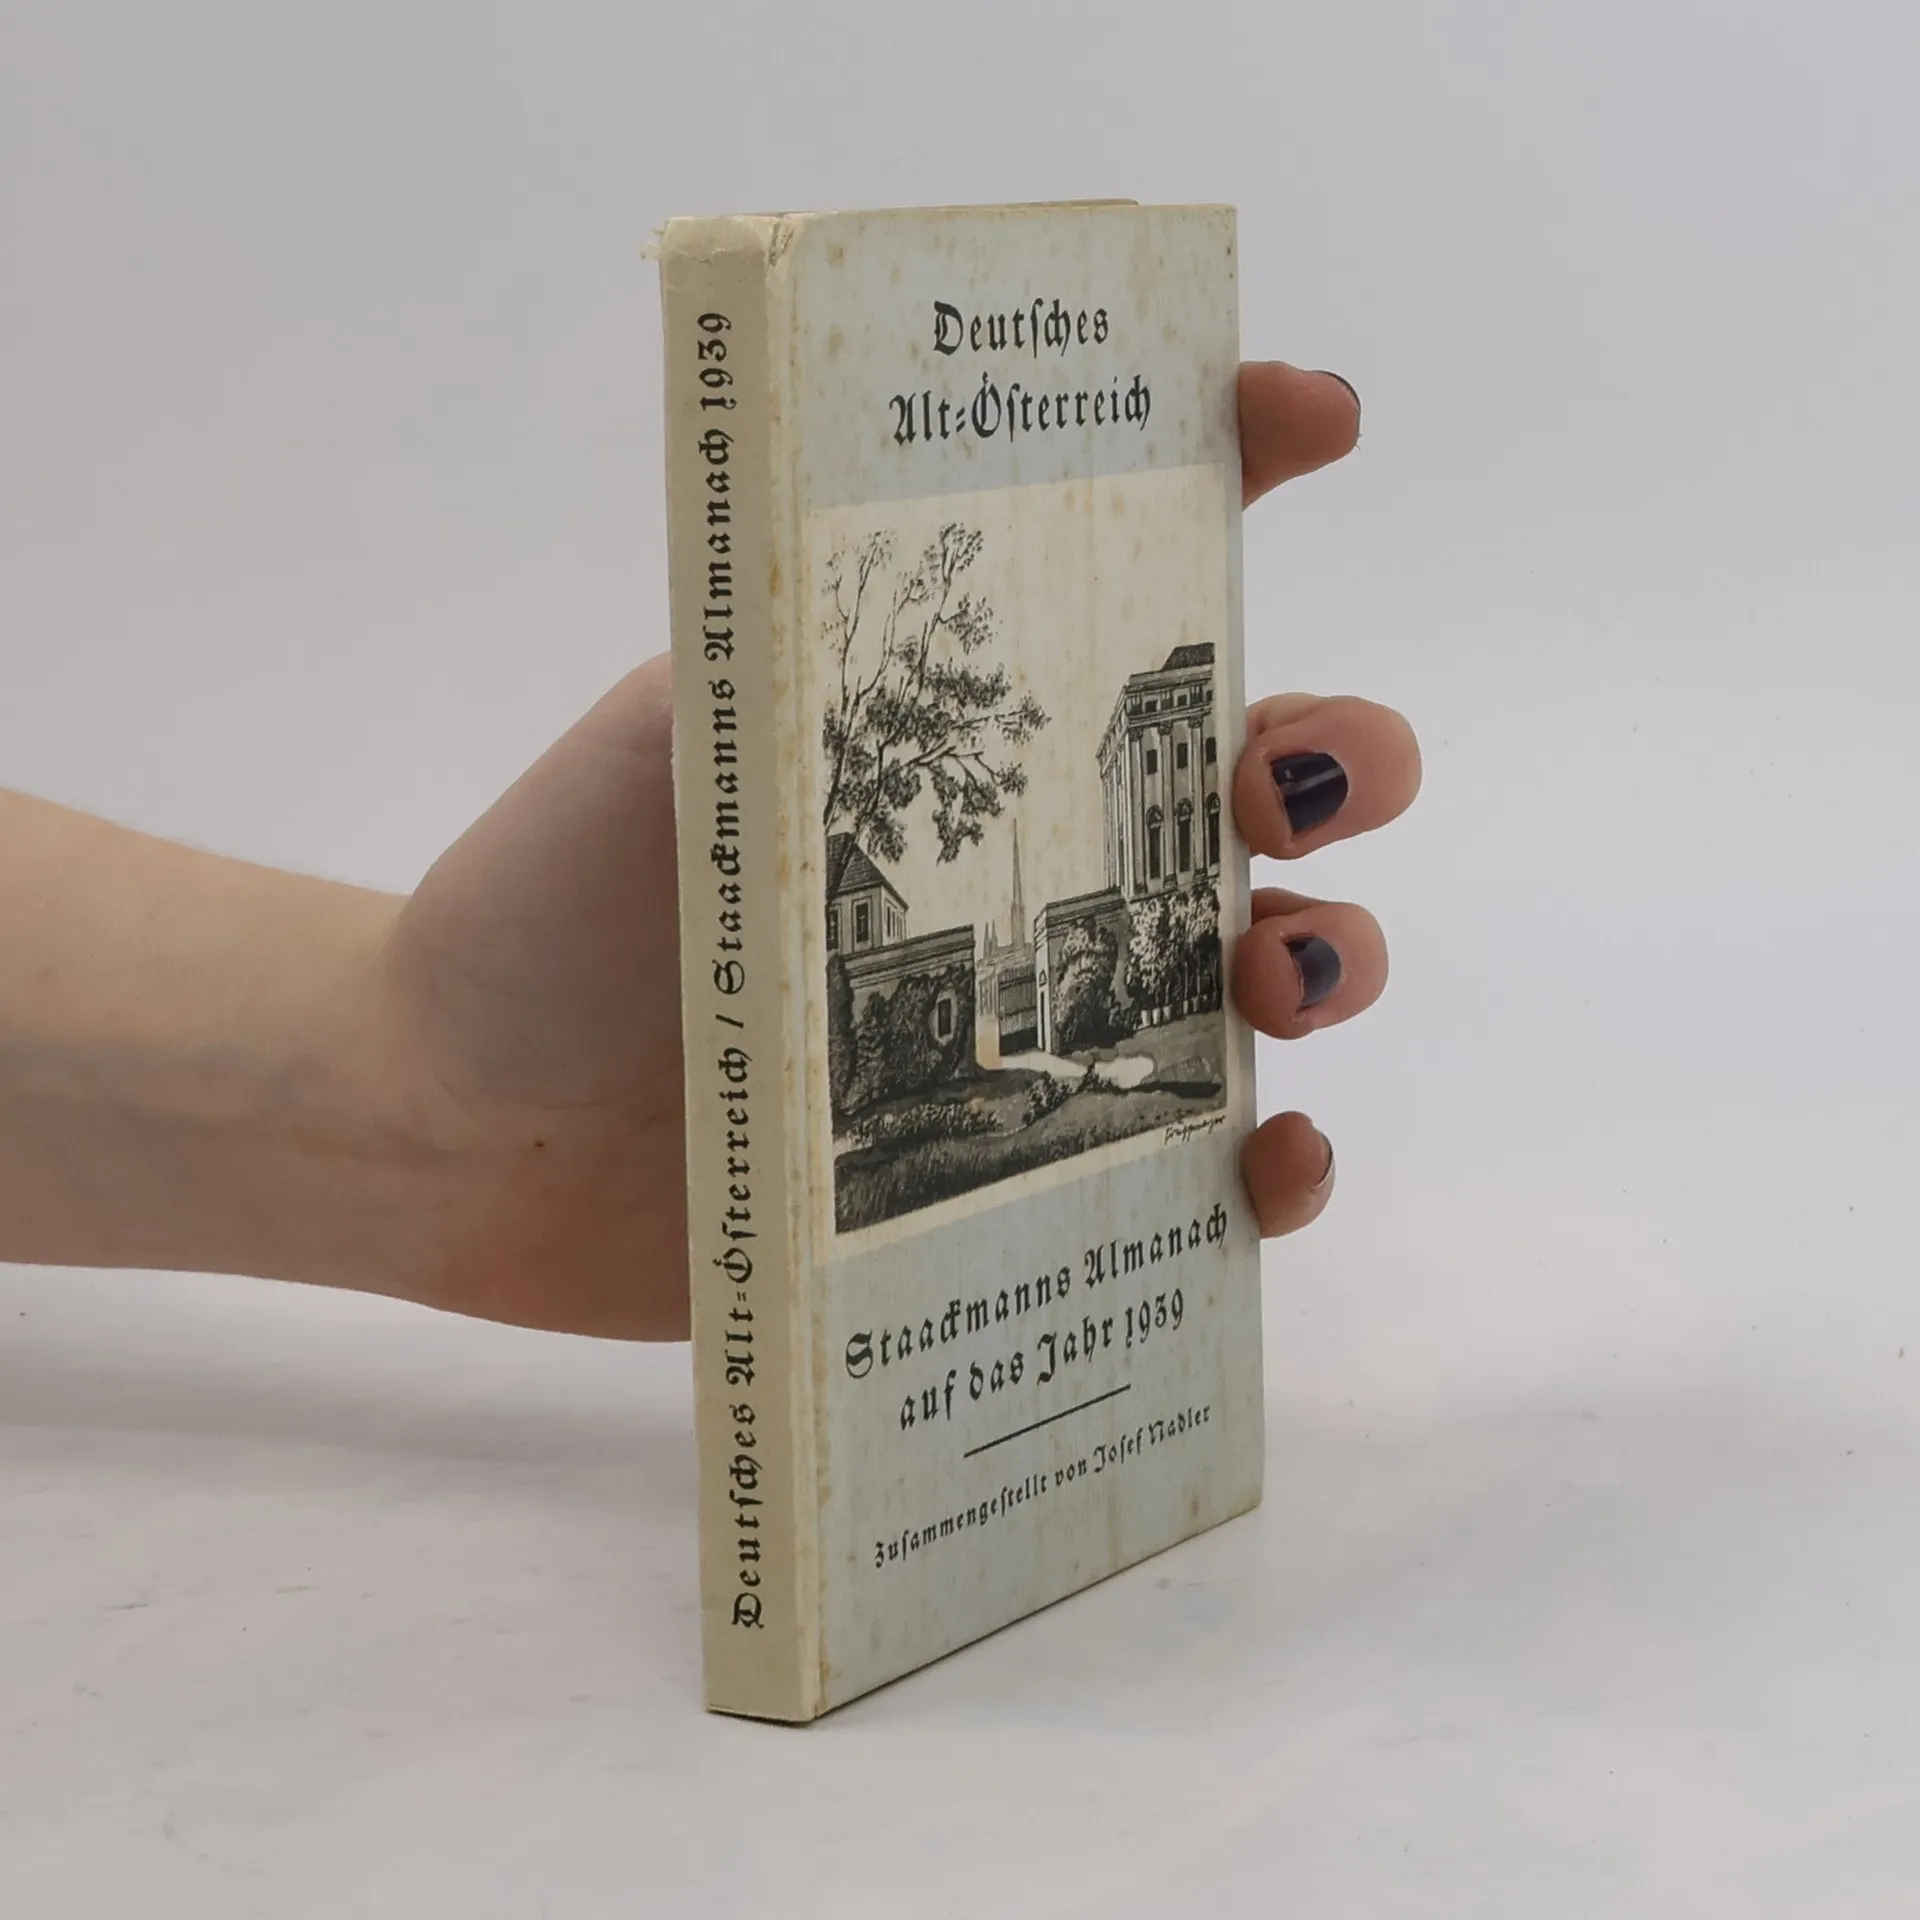 Deutſches Alt=Öſterreich / Staackmanns Almanach 1939
Deutſches
Alt=Öſterreich
Staackmanns Almanach
auf das Jahr 1939
Zuſammengeſtellt von Joſef Nadler